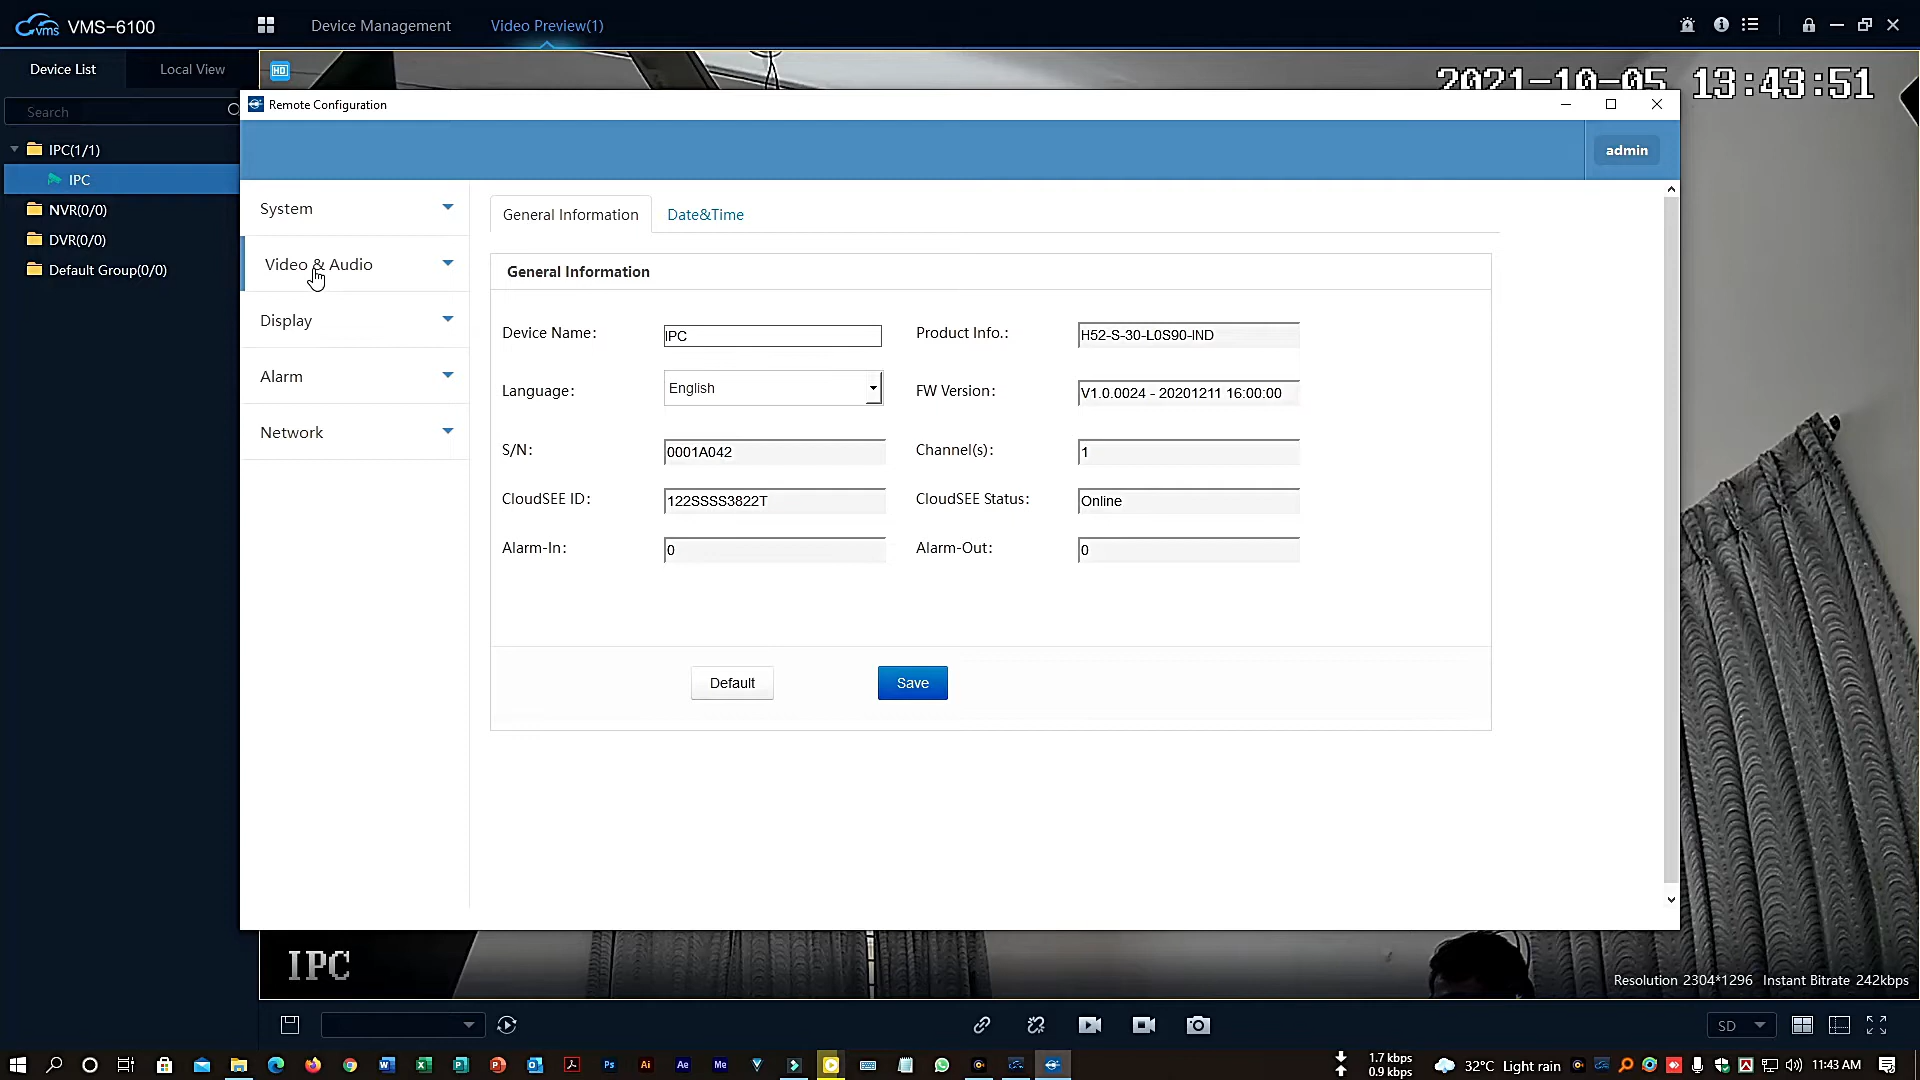 VMS-6100
Device Management
Video Preview(1)
Device List
Local View
HD
2021-10-05 13:43:51
Search
Remote Configuration
admin
IPC(1/1)
IPC
NVR(0/0)
DVR(0/0)
Default Group(0/0)
System
Video & Audio
Display
Alarm
Network
General Information
Date&Time
General Information
Device Name: IPC
Product Info.: H52-S-30-L0S90-IND
Language: English
FW Version: V1.0.0024 - 20201211 16:00:00
S/N: 0001A042
Channel(s): 1
CloudSEE ID: 122SSSS3822T
CloudSEE Status: Online
Alarm-In: 0
Alarm-Out: 0
Default
Save
IPC
Resolution 2304*1296 Instant Bitrate 242kbps
SD
1.7 kbps
0.9 kbps
32°C Light rain
11:43 AM